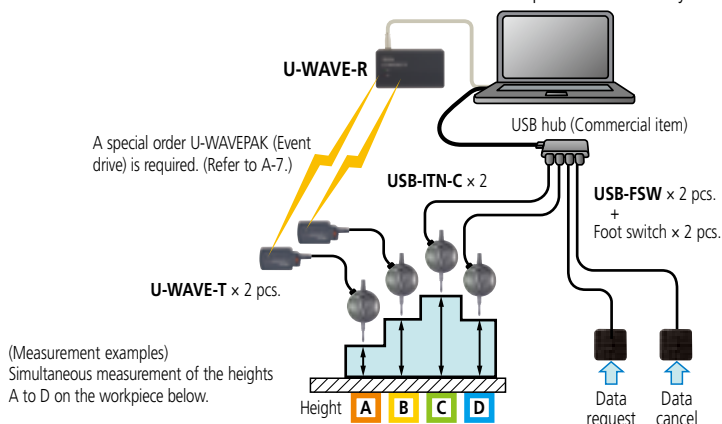 U-WAVE-R
USB hub (Commercial item)
A special order U-WAVEPAK (Event
drive) is required. (Refer to A-7.)
USB-ITN-C × 2
USB-FSW × 2 pcs.
+
Foot switch × 2 pcs.
U-WAVE-T × 2 pcs.
(Measurement examples)
Simultaneous measurement of the heights
A to D on the workpiece below.
Height A B C D
Data
request
Data
cancel